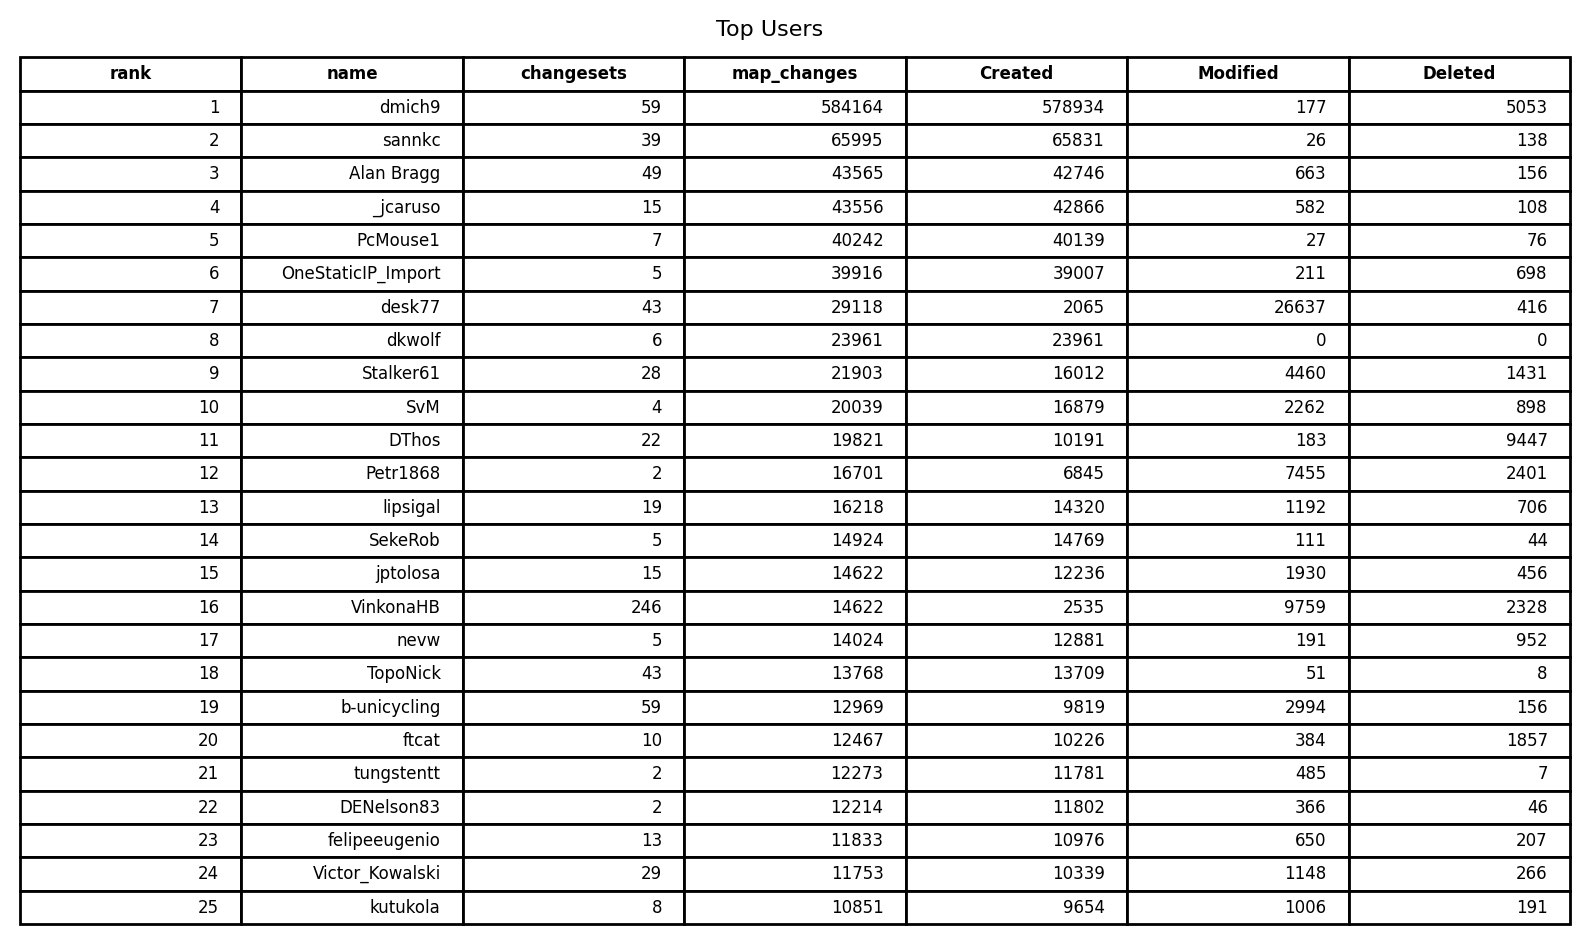 Top Users
rank name changesets map_changes Created Modified Deleted
1 dmich9 59 584164 578934 177 5053
2 sannkc 39 65995 65831 26 138
3 Alan Bragg 49 43565 42746 663 156
4 _jcaruso 15 43556 42866 582 108
5 PcMouse1 7 40242 40139 27 76
6 OneStaticIP_Import 5 39916 39007 211 698
7 desk77 43 29118 2065 26637 416
8 dkwolf 6 23961 23961 0 0
9 Stalker61 28 21903 16012 4460 1431
10 SvM 4 20039 16879 2262 898
11 DThos 22 19821 10191 183 9447
12 Petr1868 2 16701 6845 7455 2401
13 lipsigal 19 16218 14320 1192 706
14 SekeRob 5 14924 14769 111 44
15 jptolosa 15 14622 12236 1930 456
16 VinkonaHB 246 14622 2535 9759 2328
17 nevw 5 14024 12881 191 952
18 TopoNick 43 13768 13709 51 8
19 b-unicycling 59 12969 9819 2994 156
20 ftcat 10 12467 10226 384 1857
21 tungstentt 2 12273 11781 485 7
22 DENelson83 2 12214 11802 366 46
23 felipeeugenio 13 11833 10976 650 207
24 Victor_Kowalski 29 11753 10339 1148 266
25 kutukola 8 10851 9654 1006 191